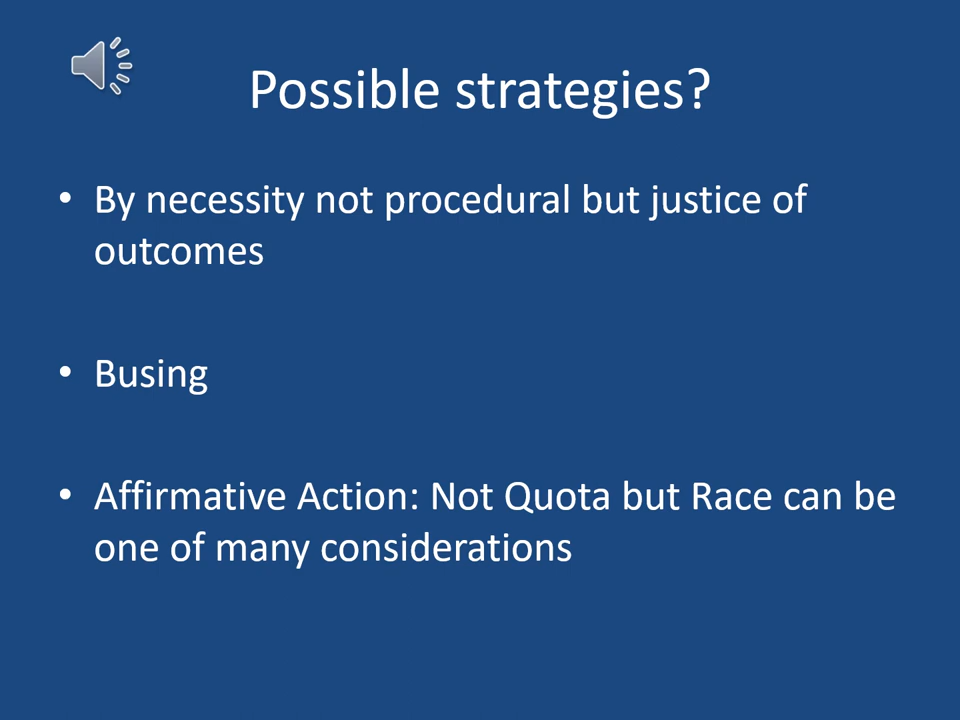 Possible strategies?
• By necessity not procedural but justice of
outcomes
• Busing
• Affirmative Action: Not Quota but Race can be
one of many considerations